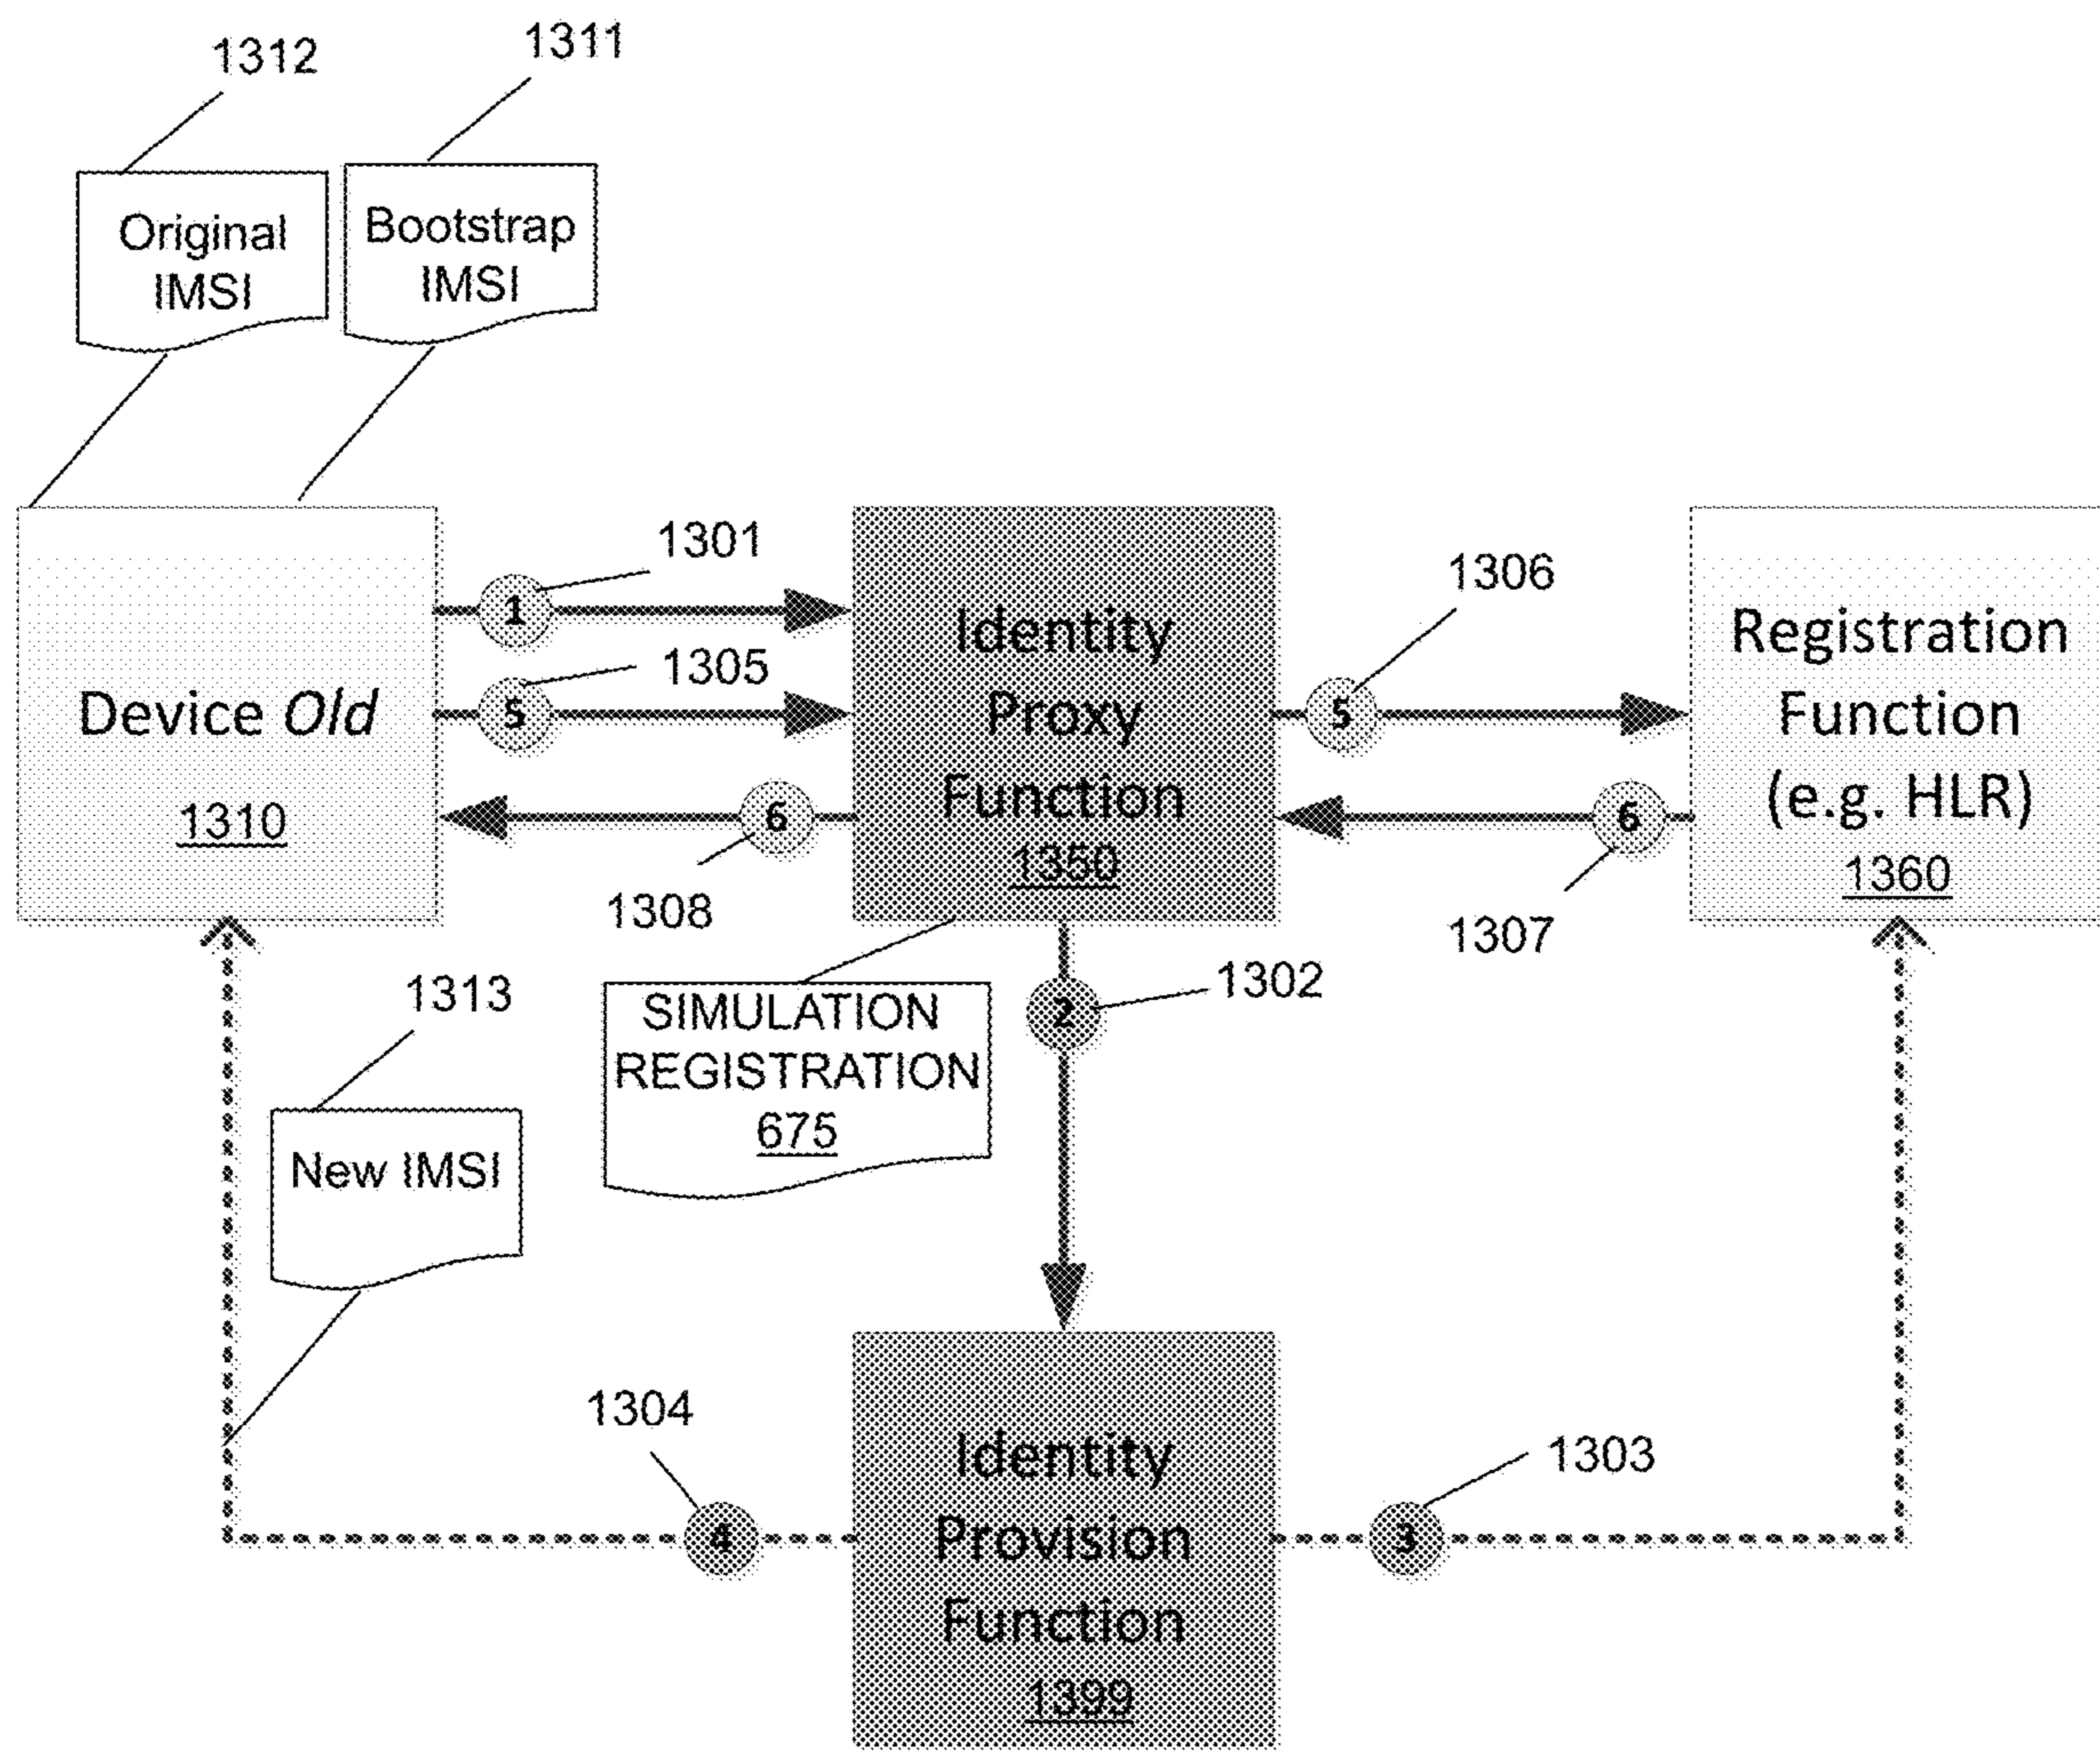 1312
1311
Original
IMSI
Bootstrap
IMSI
1301
1306
1
Identity
Proxy
Function
1350
Registration
Function
(e.g. HLR)
1360
1305
Device Old
1310
5
5
6
6
1308
1307
1313
SIMULATION
REGISTRATION
675
2
1302
New IMSI
1304
1303
4
Identity
Provision
Function
1399
3